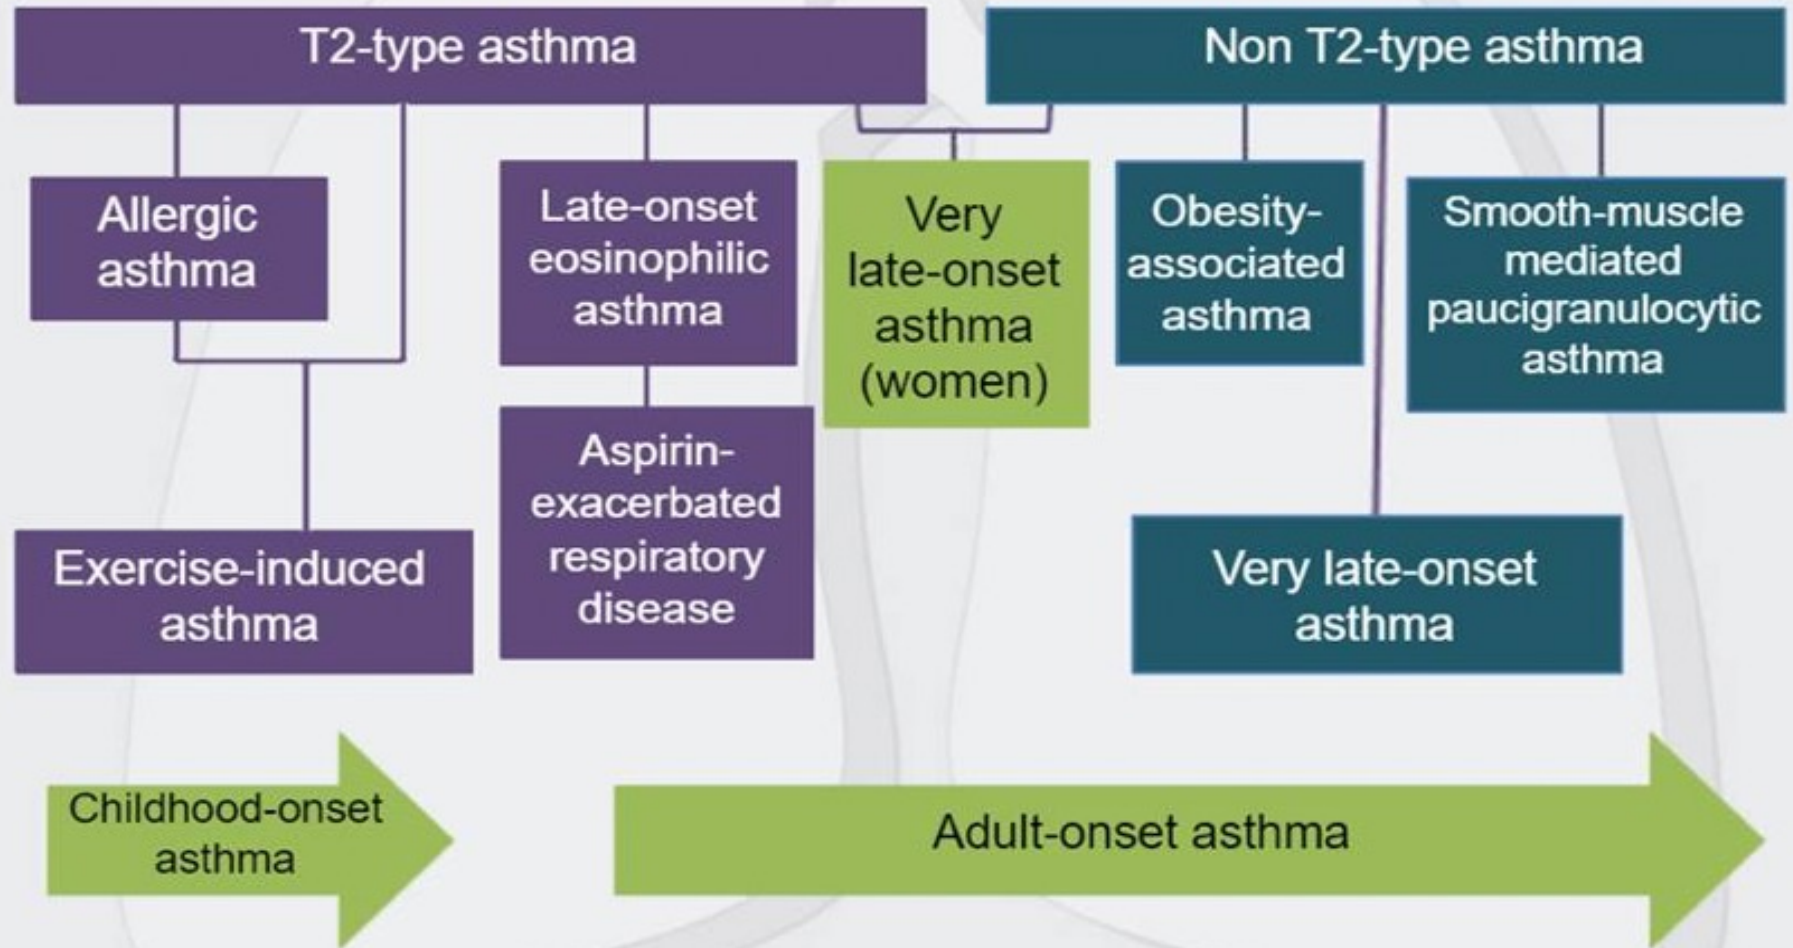 T2-type asthma
Non T2-type asthma
Allergic
asthma
Late-onset
eosinophilic
asthma
Very
late-onset
asthma
(women)
Obesity-
associated
asthma
Smooth-muscle
mediated
paucigranulocytic
asthma
Aspirin-
exacerbated
respiratory
disease
Exercise-induced
asthma
Very late-onset
asthma
Childhood-onset
asthma
Adult-onset asthma